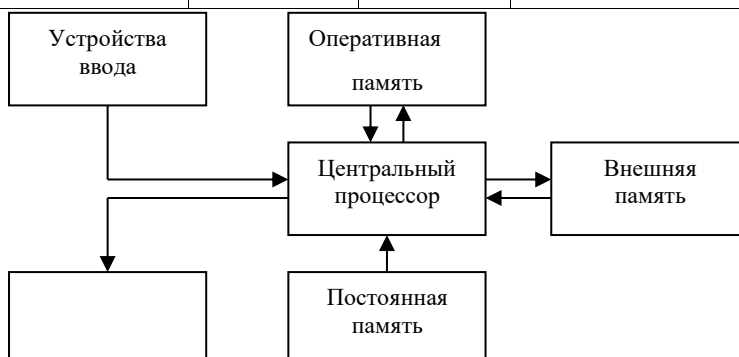 Устройства
ввода
Оперативная
память
Центральный
процессор
Внешняя
память
Постоянная
память